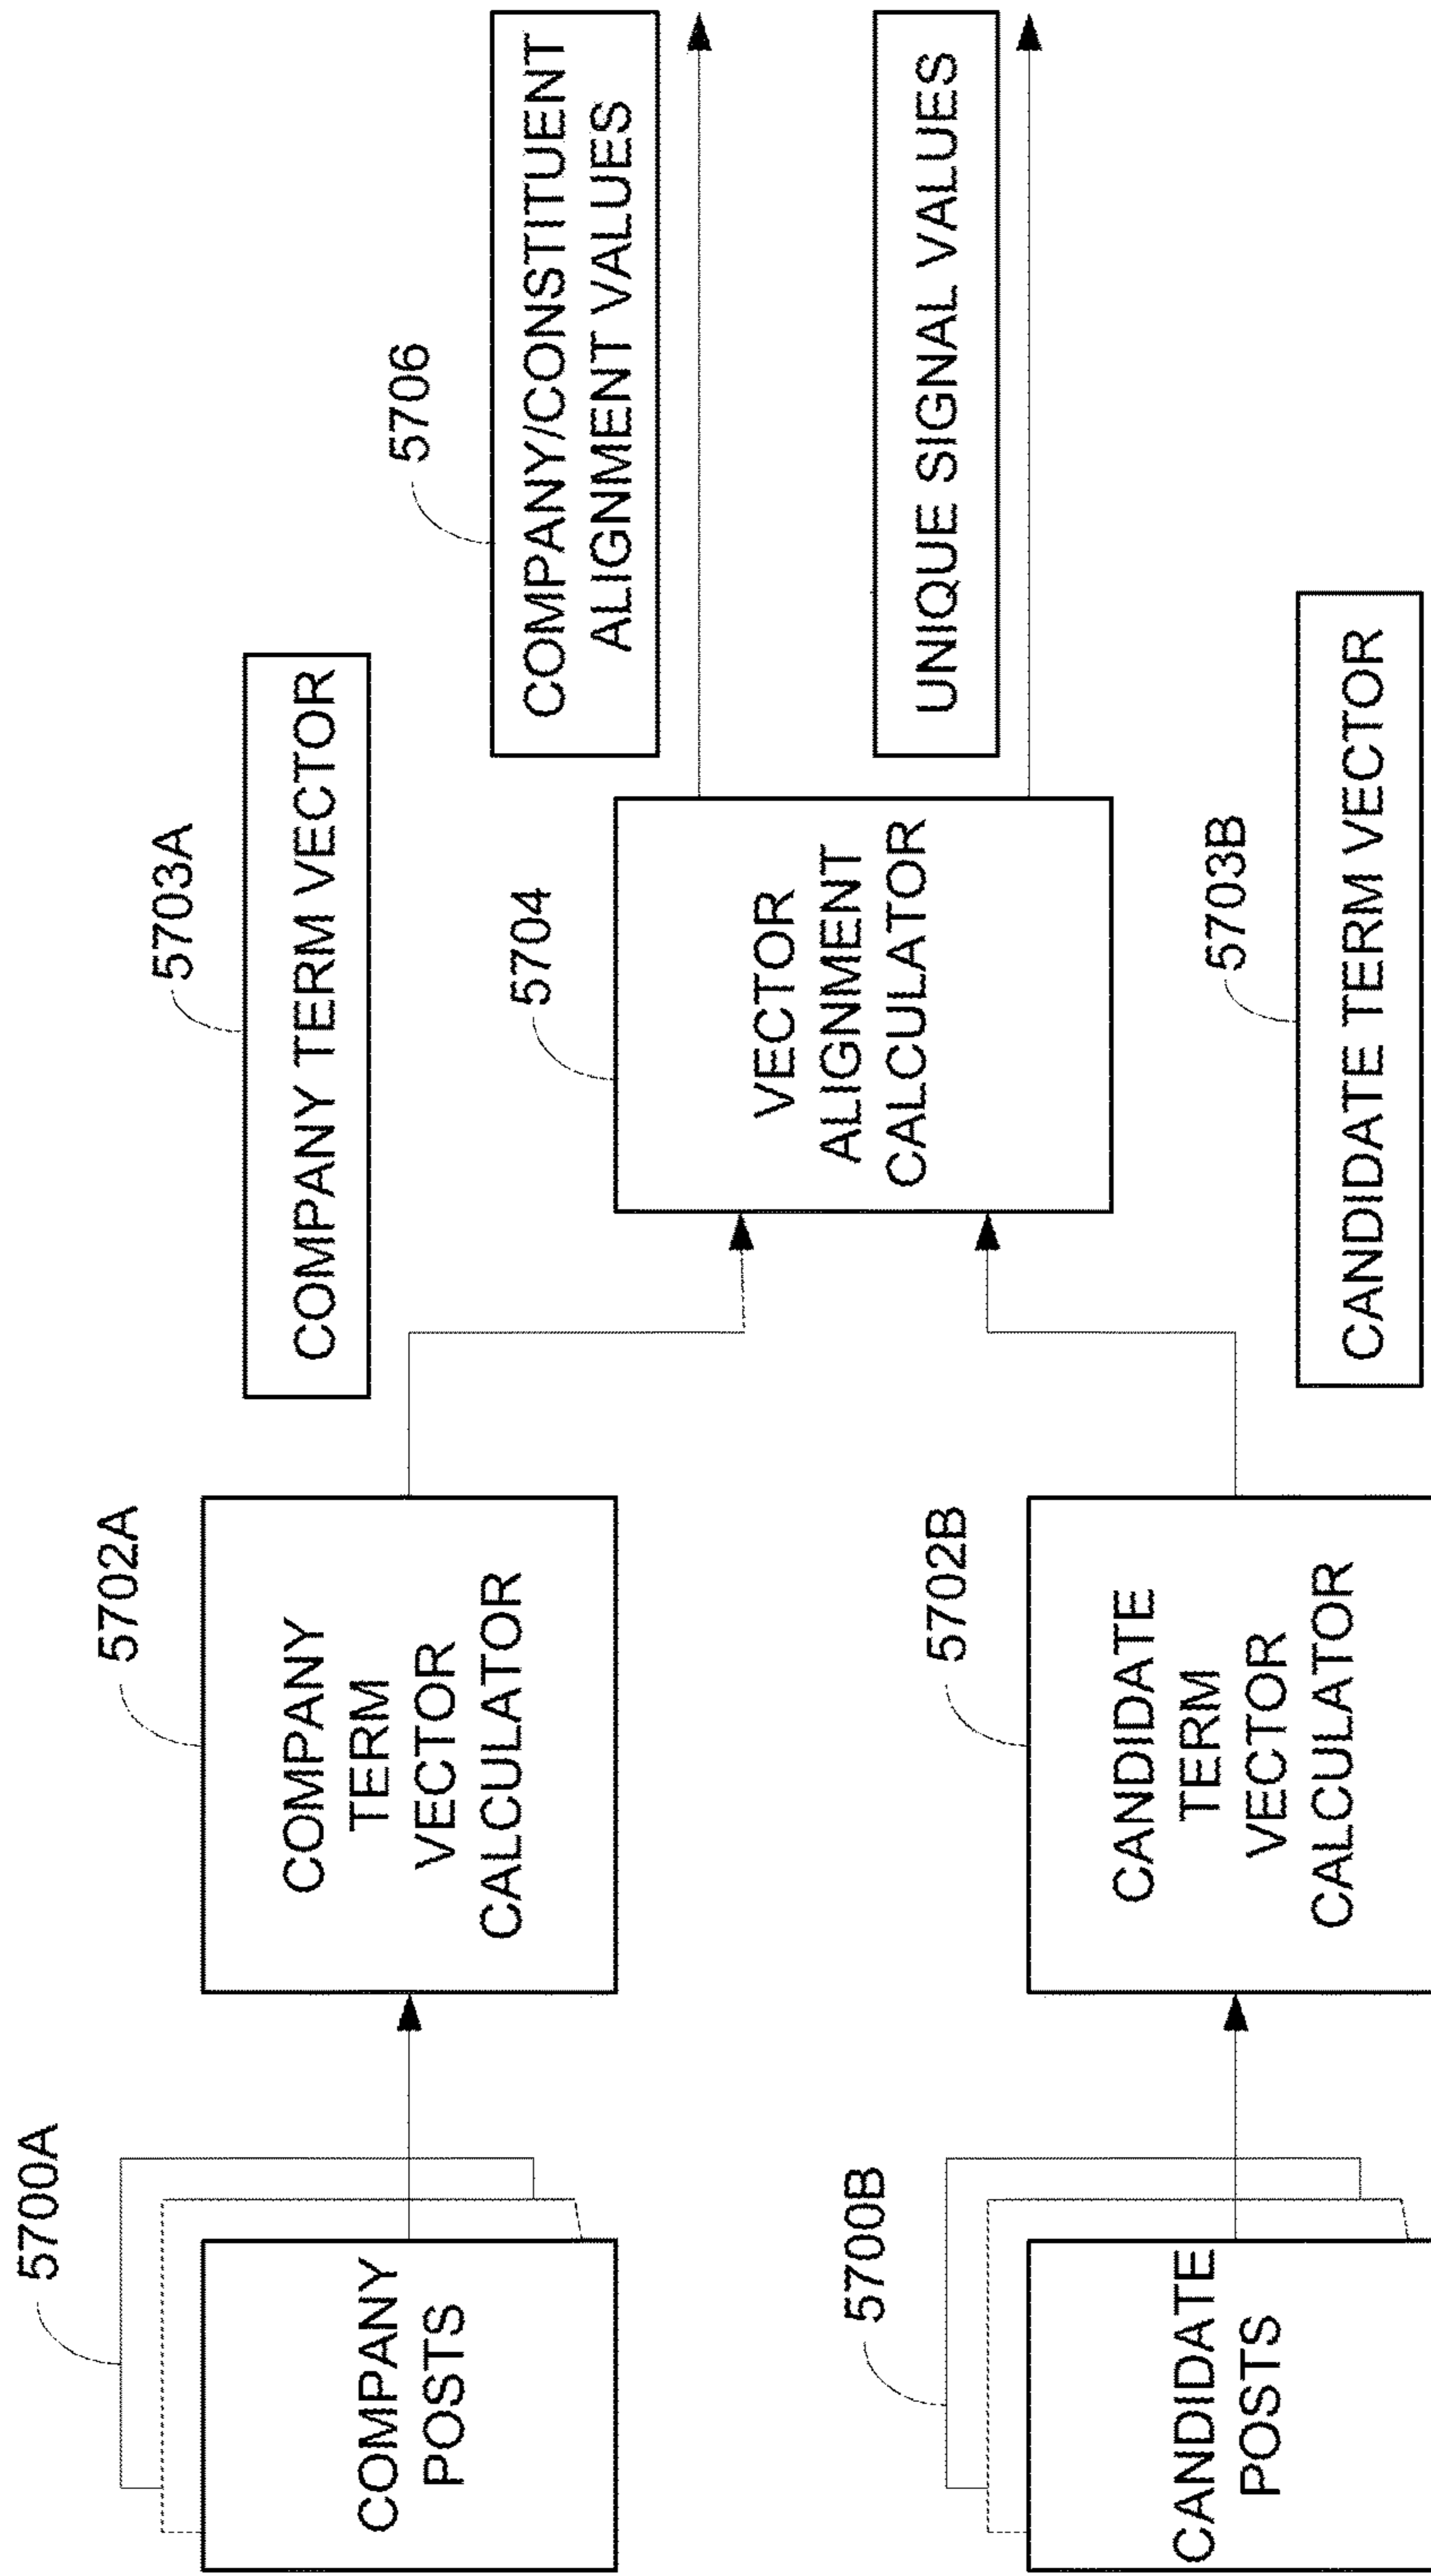 5700A
COMPANY
POSTS
5702A
COMPANY
TERM
VECTOR
CALCULATOR
5703A
COMPANY TERM VECTOR
5704
VECTOR
ALIGNMENT
CALCULATOR
5706
COMPANY/CONSTITUENT
ALIGNMENT VALUES
UNIQUE SIGNAL VALUES
5700B
CANDIDATE
POSTS
5702B
CANDIDATE
TERM
VECTOR
CALCULATOR
5703B
CANDIDATE TERM VECTOR